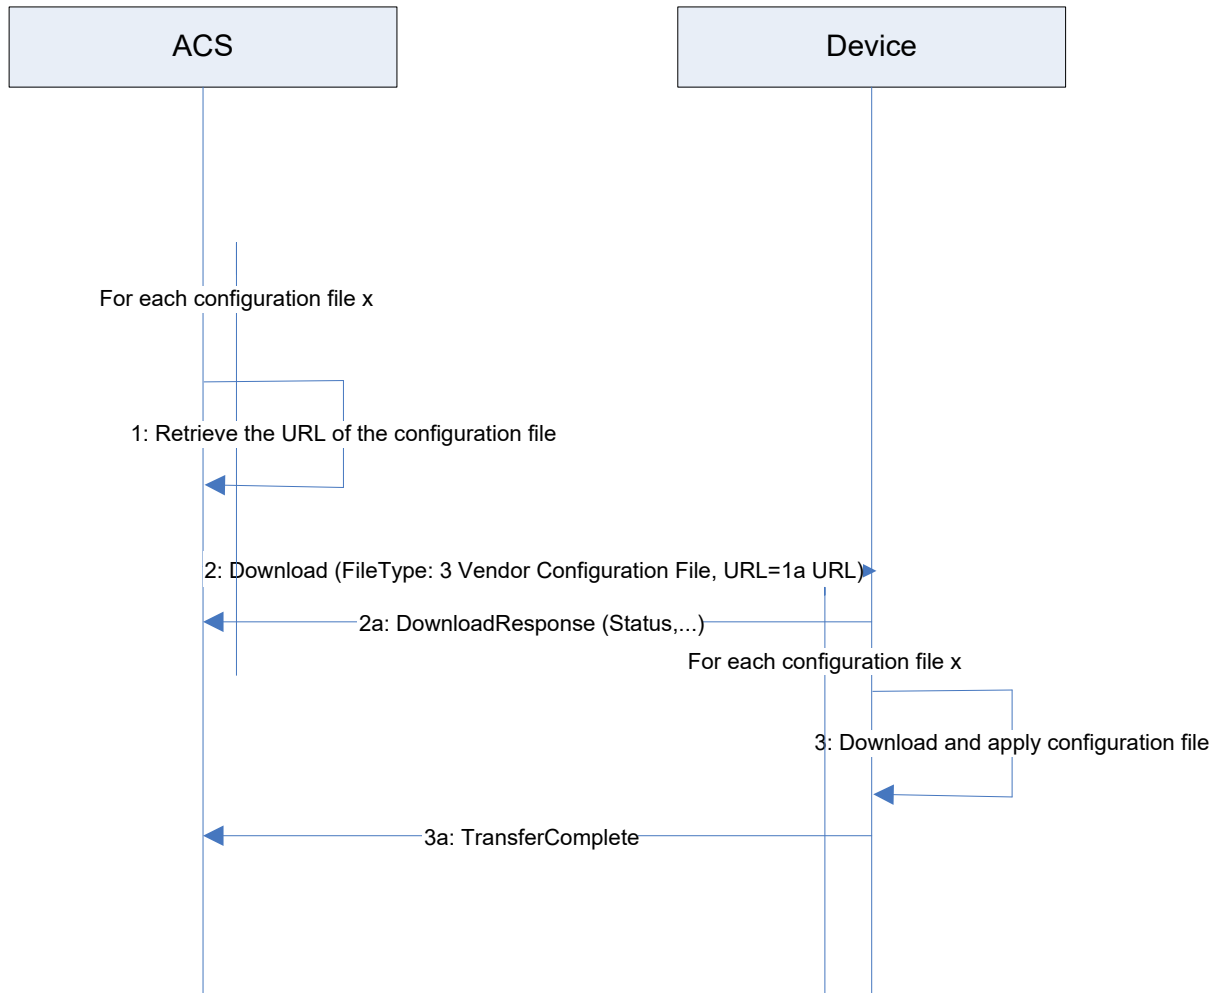 ACS
Device
For each configuration file x
1: Retrieve the URL of the configuration file
2: Download (FileType: 3 Vendor Configuration File, URL=1a URL)
2a: DownloadResponse (Status,...)
For each configuration file x
3: Download and apply configuration file
3a: TransferComplete